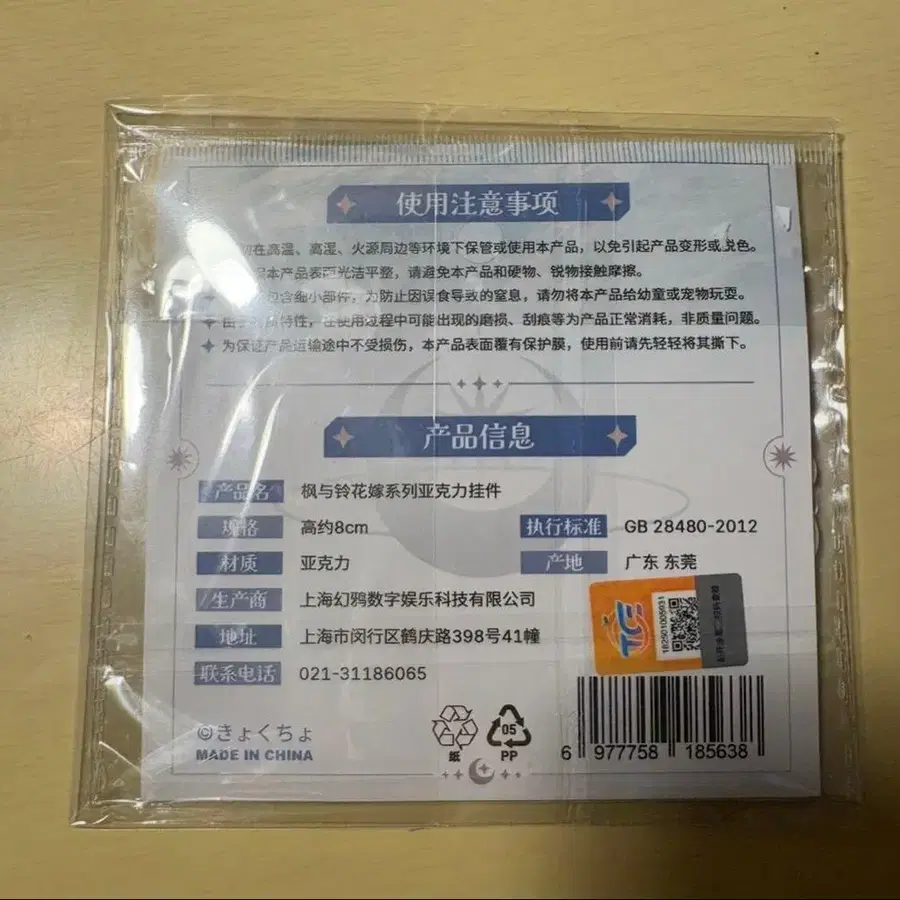 使用注意事项
在高温、高湿、火源周边等环境下保管或使用本产品，以免引起产品变形或脱色。
本产品表面光洁平整，请避免本产品和硬物、锐物接触摩擦。
包含细小部件，为防止因误食导致的窒息，请勿将本产品给幼童或宠物玩耍。
特性，在使用过程中可能出现的磨损、刮痕等为产品正常消耗，非质量问题。
为保证产品运输途中不受损伤，本产品表面覆有保护膜，使用前请先轻轻将其撕下。
产品信息
产品名 枫与铃花嫁系列亚克力挂件
规格 高约8cm 执行标准 GB 28480-2012
材质 亚克力 产地 广东 东莞
生产商 上海幻鸦数字娱乐科技有限公司
地址 上海市闵行区鹤庆路398号41幢
联系电话 021-31186065
©きょくちょ
MADE IN CHINA
纸
05
PP
6 977758 185638